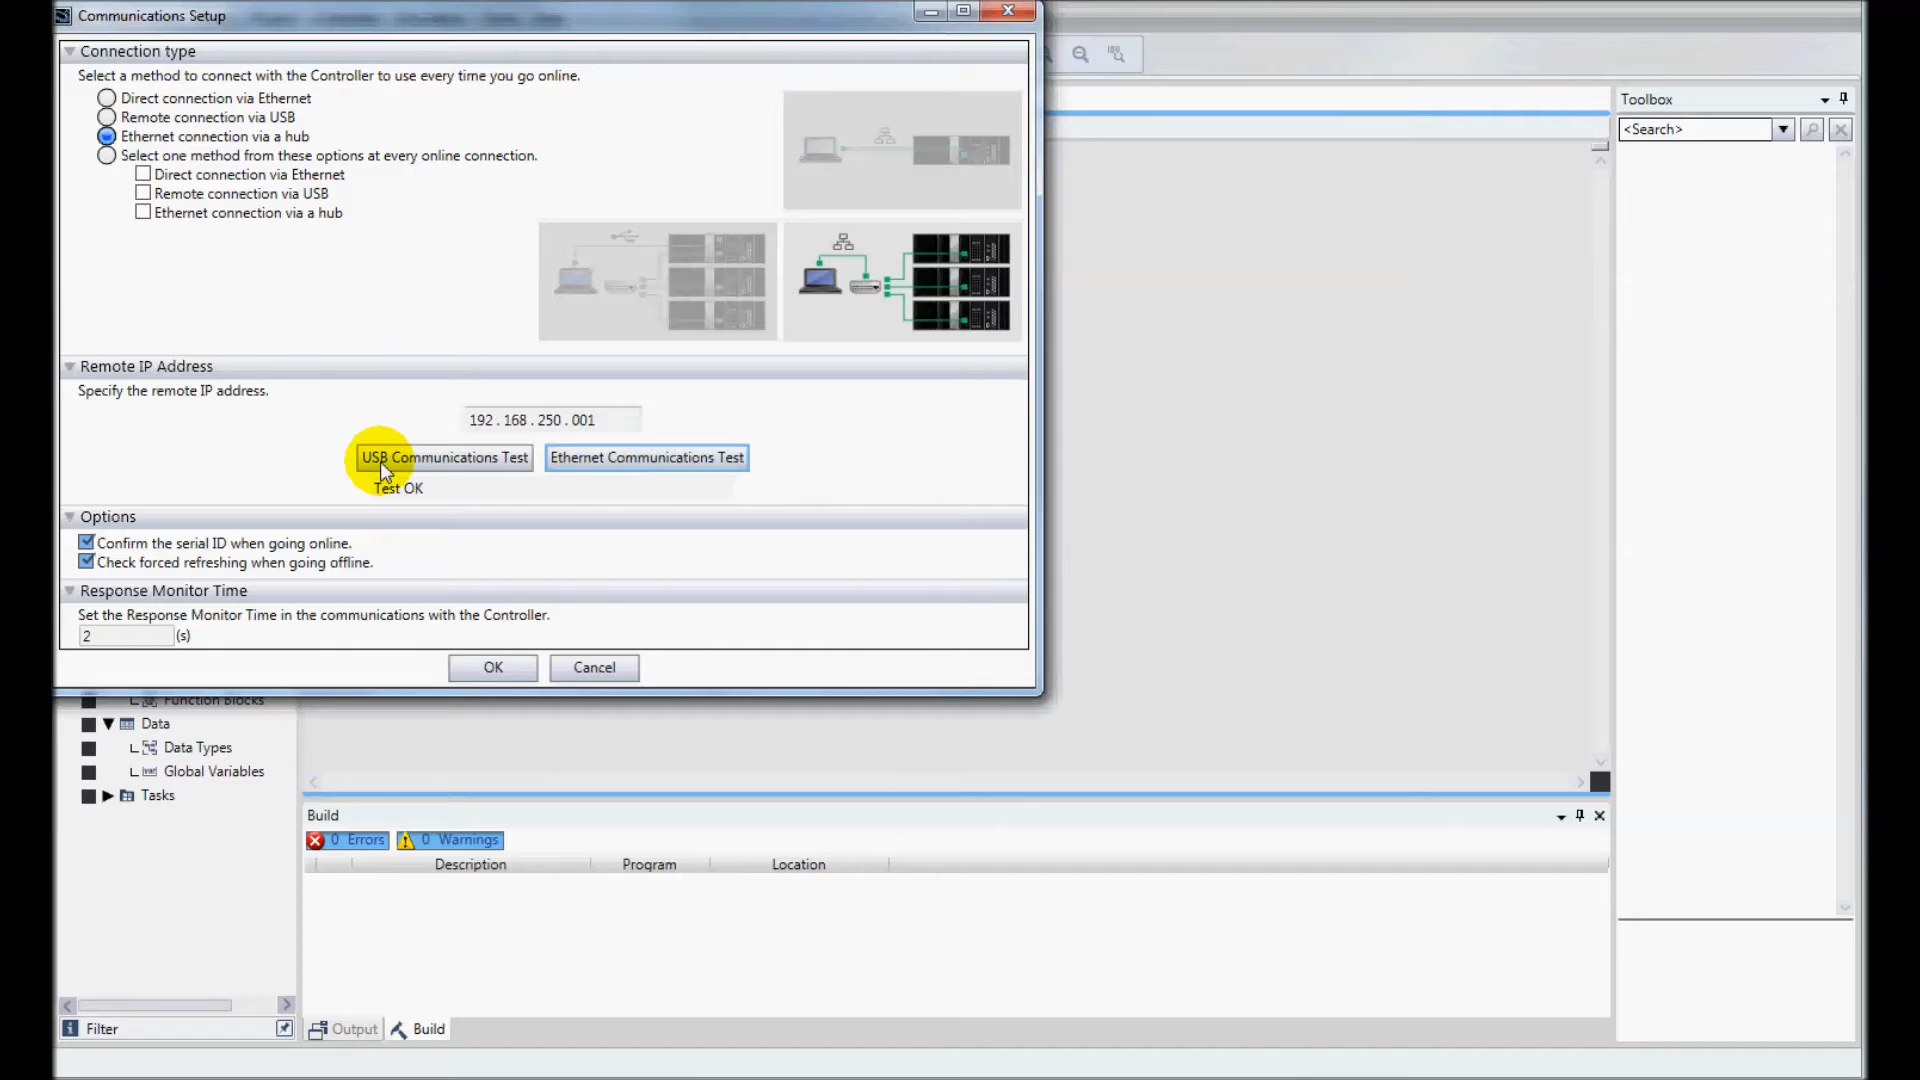 Communications Setup
Connection type
Select a method to connect with the Controller to use every time you go online.
Direct connection via Ethernet
Remote connection via USB
Ethernet connection via a hub
Select one method from these options at every online connection.
Direct connection via Ethernet
Remote connection via USB
Ethernet connection via a hub
Remote IP Address
Specify the remote IP address.
192 . 168 . 250 . 001
USB Communications Test
Ethernet Communications Test
Test OK
Options
Confirm the serial ID when going online.
Check forced refreshing when going offline.
Response Monitor Time
Set the Response Monitor Time in the communications with the Controller.
2 (s)
OK
Cancel
Toolbox
<Search>
Function Blocks
Data
Data Types
Global Variables
Tasks
Filter
Build
0 Errors
0 Warnings
Description Program Location
Output
Build